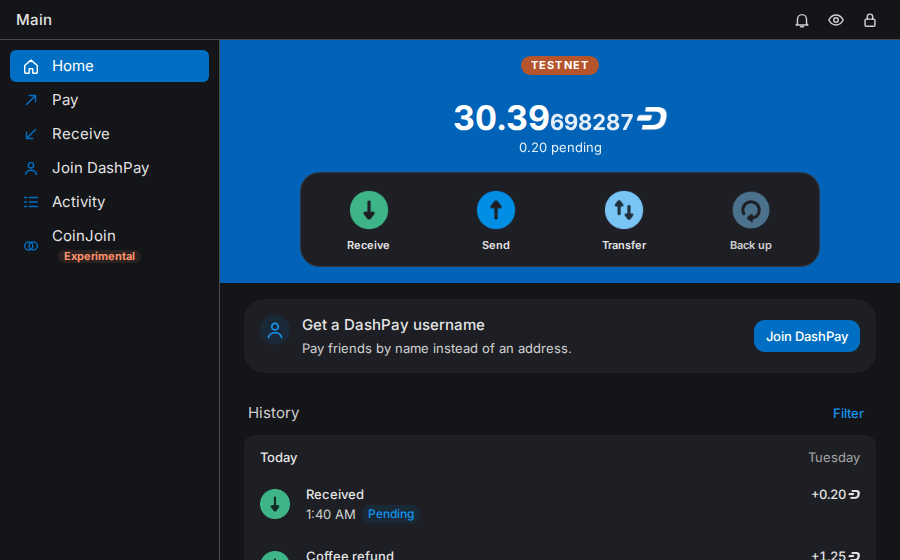 Main
Home
Pay
Receive
Join DashPay
Activity
CoinJoin
Experimental
TESTNET
30.39698287
0.20 pending
Receive
Send
Transfer
Back up
Get a DashPay username
Pay friends by name instead of an address.
Join DashPay
History
Filter
Today
Tuesday
Received
+0.20
1:40 AM
Pending
Coffee refund
+1.25